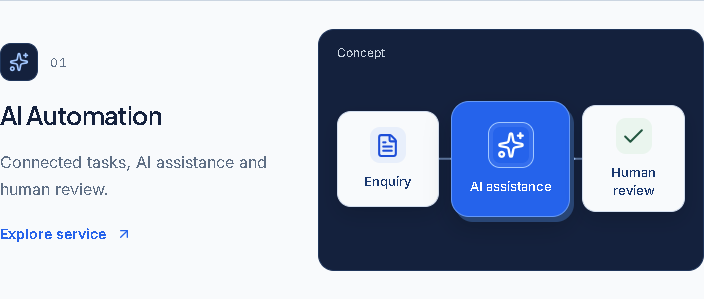 01
AI Automation
Connected tasks, AI assistance and
human review.
Explore service
Concept
Enquiry
AI assistance
Human
review